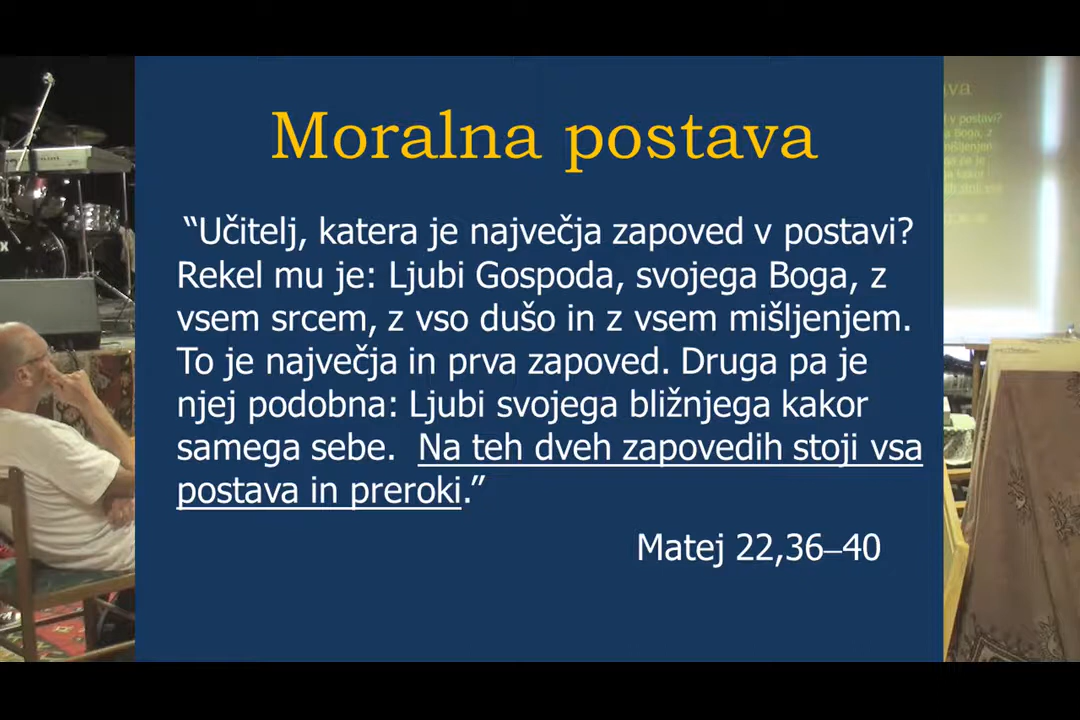 Moralna postava
“Učitelj, katera je največja zapoved v postavi?
Rekel mu je: Ljubi Gospoda, svojega Boga, z
vsem srcem, z vso dušo in z vsem mišljenjem.
To je največja in prva zapoved. Druga pa je
njej podobna: Ljubi svojega bližnjega kakor
samega sebe. Na teh dveh zapovedih stoji vsa
postava in preroki.”
Matej 22,36–40